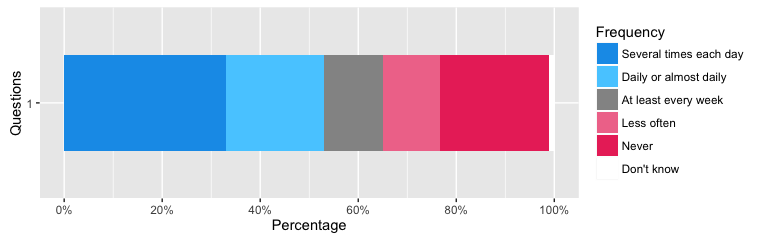 Questions
1
0%
20%
40%
60%
80%
100%
Percentage
Frequency
Several times each day
Daily or almost daily
At least every week
Less often
Never
Don't know